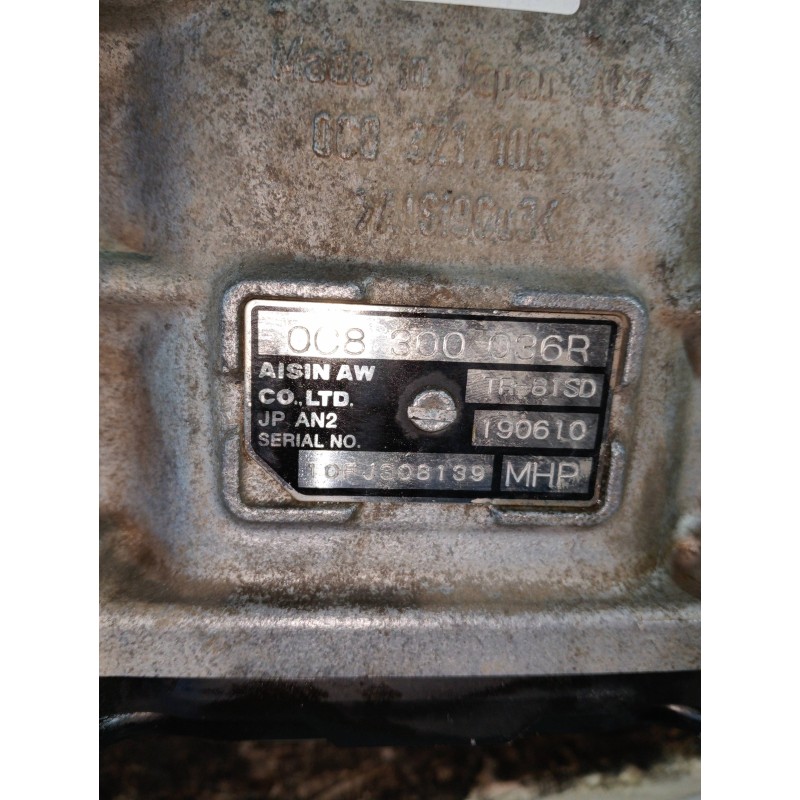 Made in Japan
0C8 321 105
0C8 300 036R
AISIN AW
CO., LTD.
TR-81SD
JP AN2
190610
SERIAL NO.
MHP